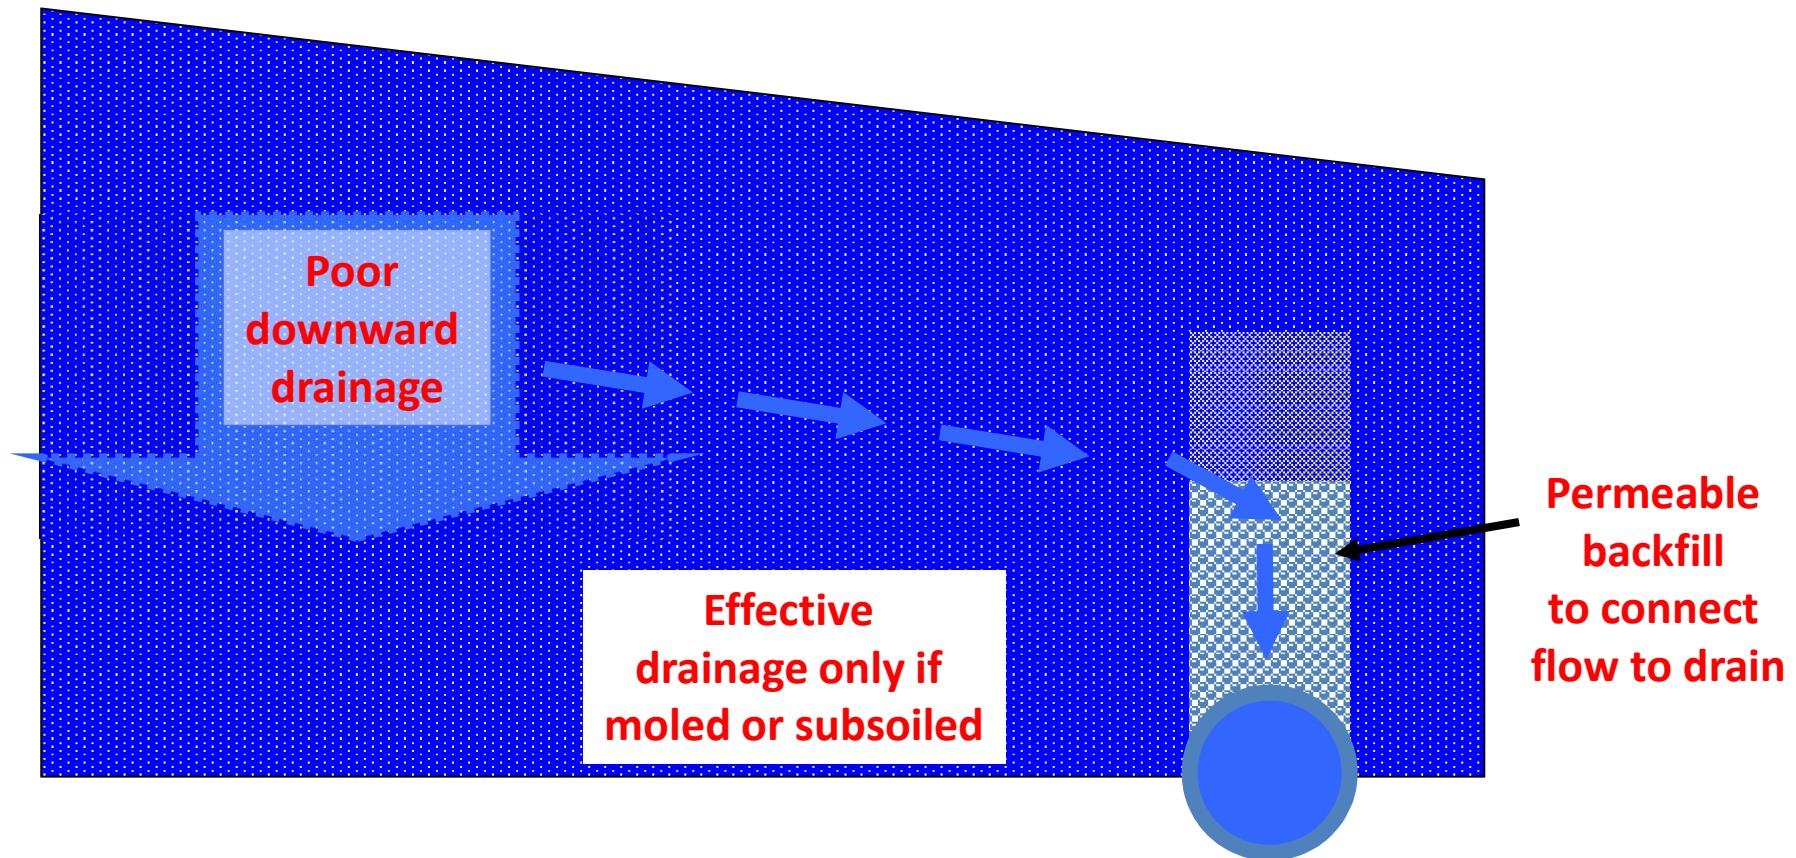 Poor
downward
drainage
Effective
drainage only if
moled or subsoiled
Permeable
backfill
to connect
flow to drain